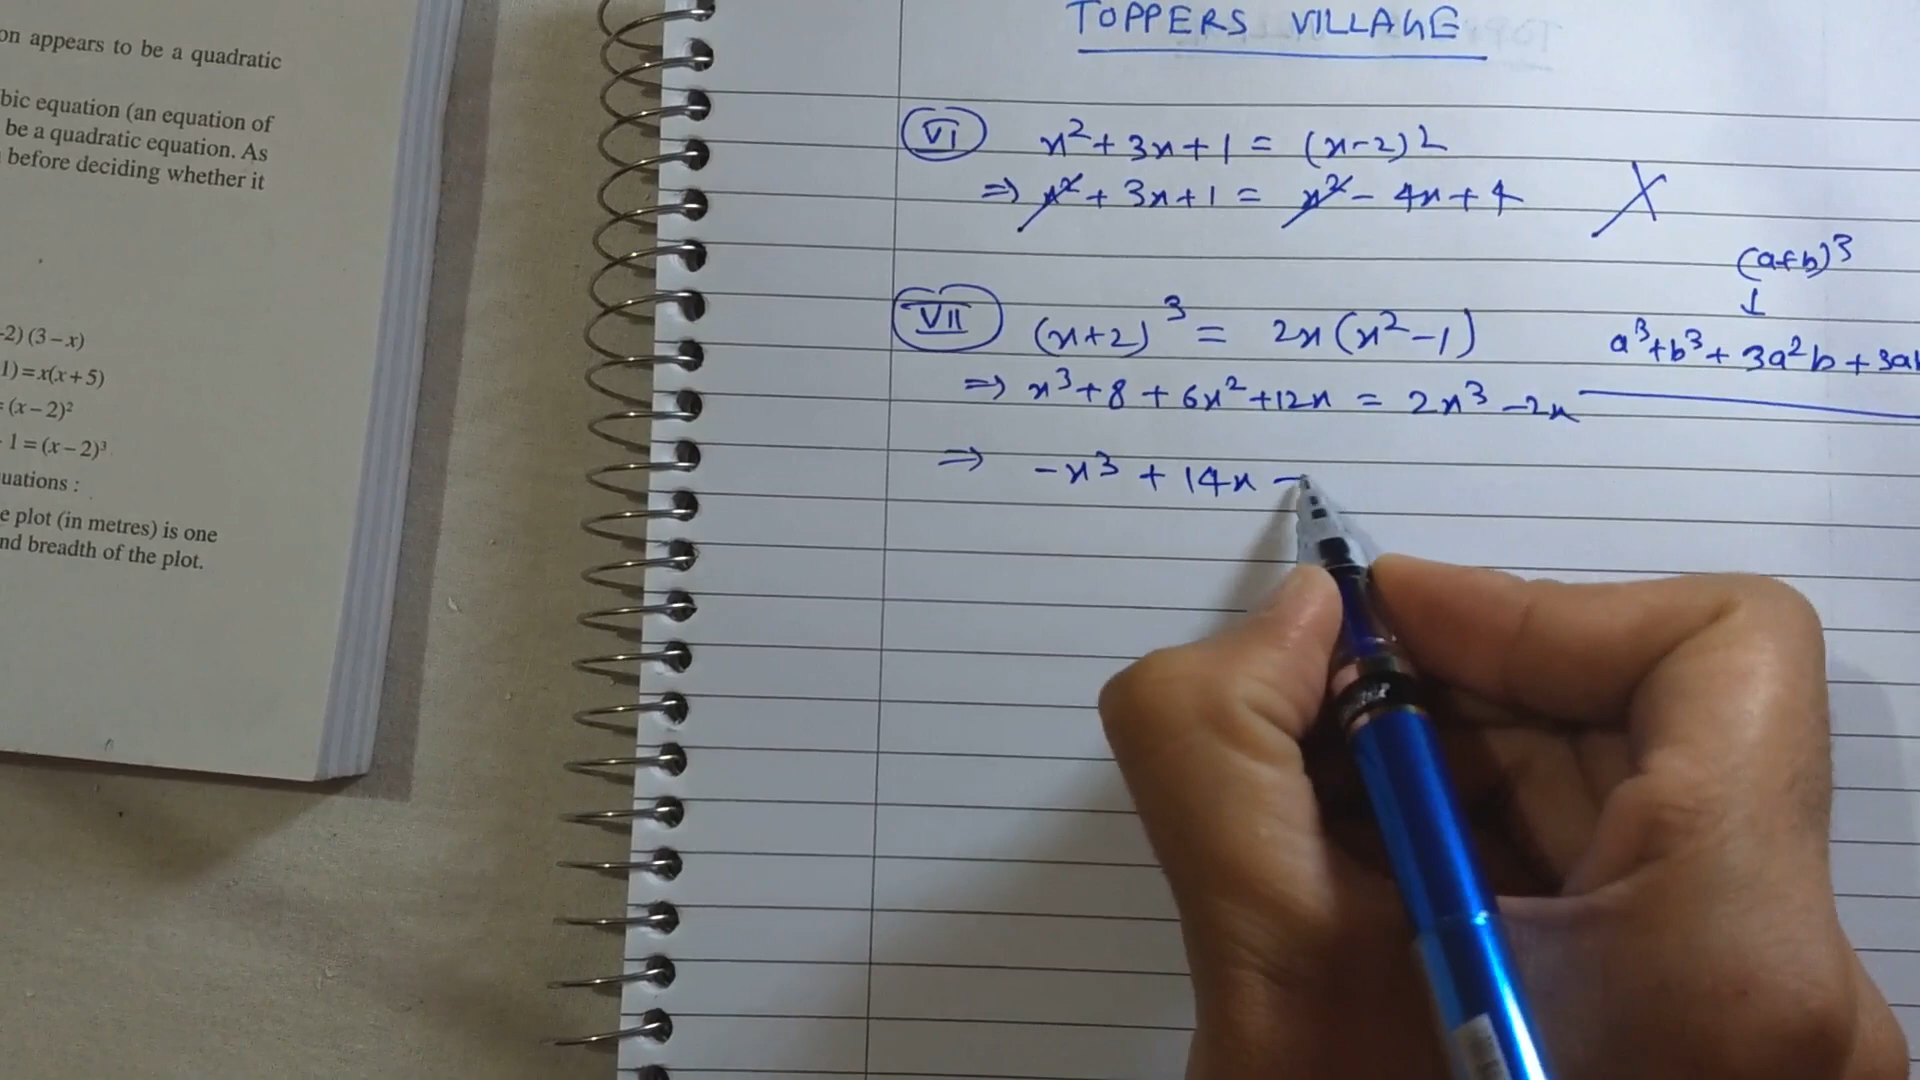 on appears to be a quadratic
bic equation (an equation of
be a quadratic equation. As
before deciding whether it
-2) (3 – x)
1) = x(x + 5)
= (x – 2)²
1 = (x – 2)³
uations :
e plot (in metres) is one
nd breadth of the plot.
TOPPERS VILLAGE
VI x² + 3x + 1 = (x - 2)²
⇒ x² + 3x + 1 = x² - 4x + 4 X
(a+b)³
↓
VII (x+2)³ = 2x(x² - 1)
a³+b³+ 3a²b + 3ab
⇒ x³ + 8 + 6x² + 12x = 2x³ - 2x
⇒ -x³ + 14x -